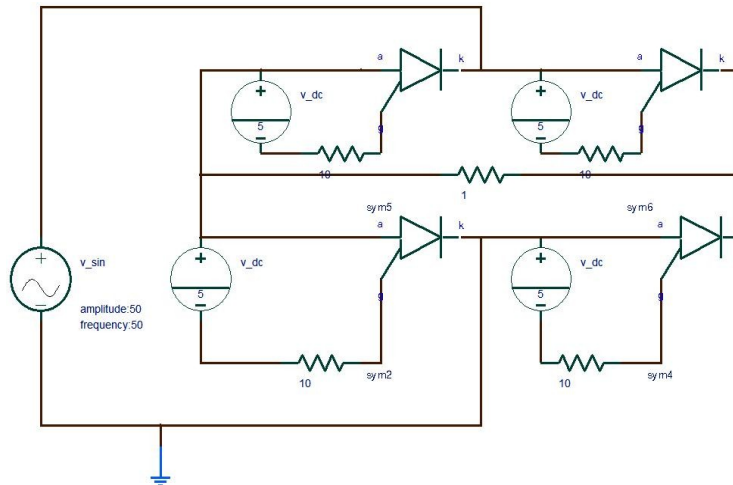 a k a k
v_dc v_dc
+ +
5 5
g g
10 10
1
sym5 sym6
a k a
v_sin v_dc v_dc
+ + +
5 5
amplitude:50
frequency:50
g g
10 sym2 10 sym4